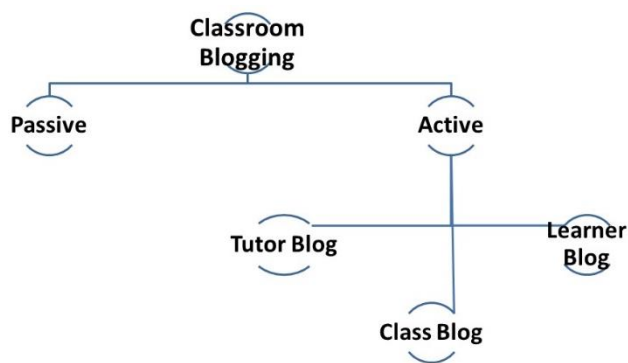 Classroom
Blogging
Passive
Active
Tutor Blog
Learner
Blog
Class Blog